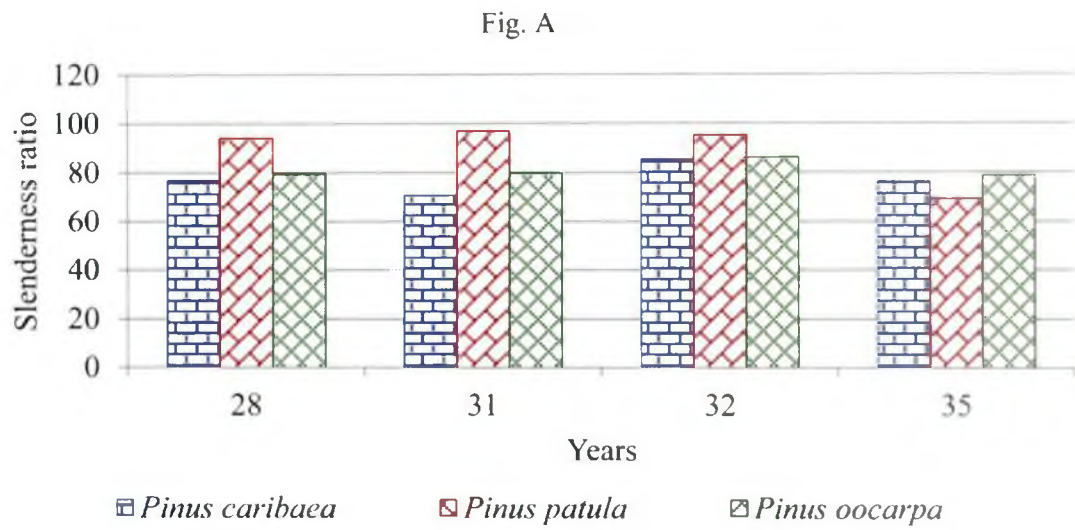 Fig. A
120
100
80
60
40
20
0
Slenderness ratio
28 31 32 35
Years
Pinus caribaea Pinus patula Pinus oocarpa